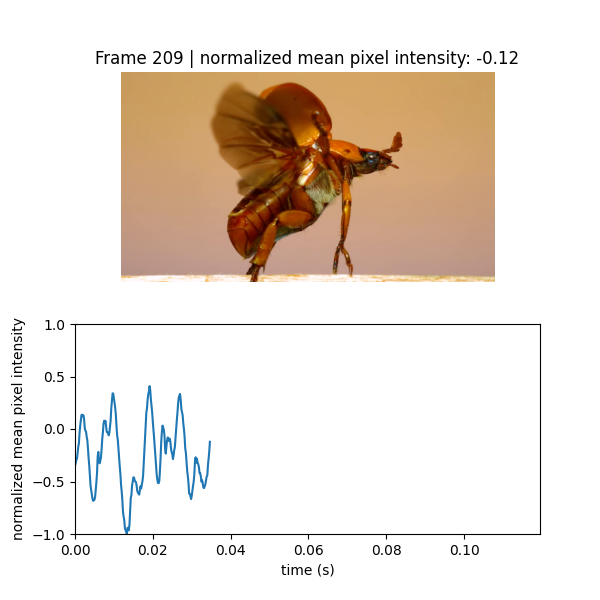 Frame 209 | normalized mean pixel intensity: -0.12
normalized mean pixel intensity
1.0
0.5
0.0
−0.5
−1.0
0.00 0.02 0.04 0.06 0.08 0.10
time (s)